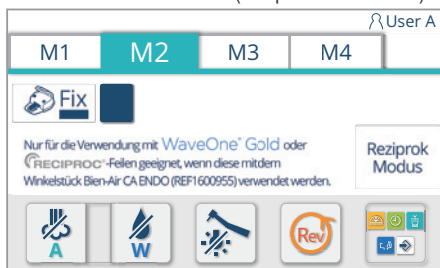 User A
M1 M2 M3 M4
Fix
Nur für die Verwendung mit WaveOne® Gold oder
RECIPROC®-Feilen geeignet, wenn diese mitdem
Winkelstück Bien-Air CA ENDO (REF1600955) verwendet werden.
Reziprok
Modus
A
W
Rev